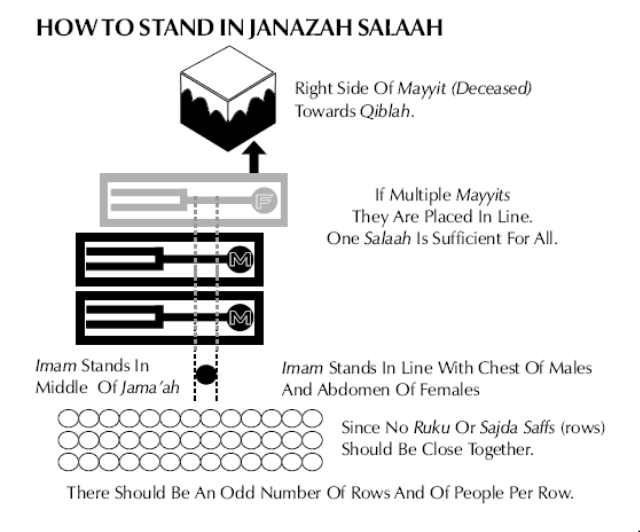 HOW TO STAND IN JANAZAH SALAAH
Right Side Of Mayyit (Deceased)
Towards Qiblah.
F
If Multiple Mayyits
They Are Placed In Line.
One Salaah Is Sufficient For All.
M
M
Imam Stands In
Middle Of Jama'ah
Imam Stands In Line With Chest Of Males
And Abdomen Of Females
Since No Ruku Or Sajda Saffs (rows)
Should Be Close Together.
There Should Be An Odd Number Of Rows And Of People Per Row.